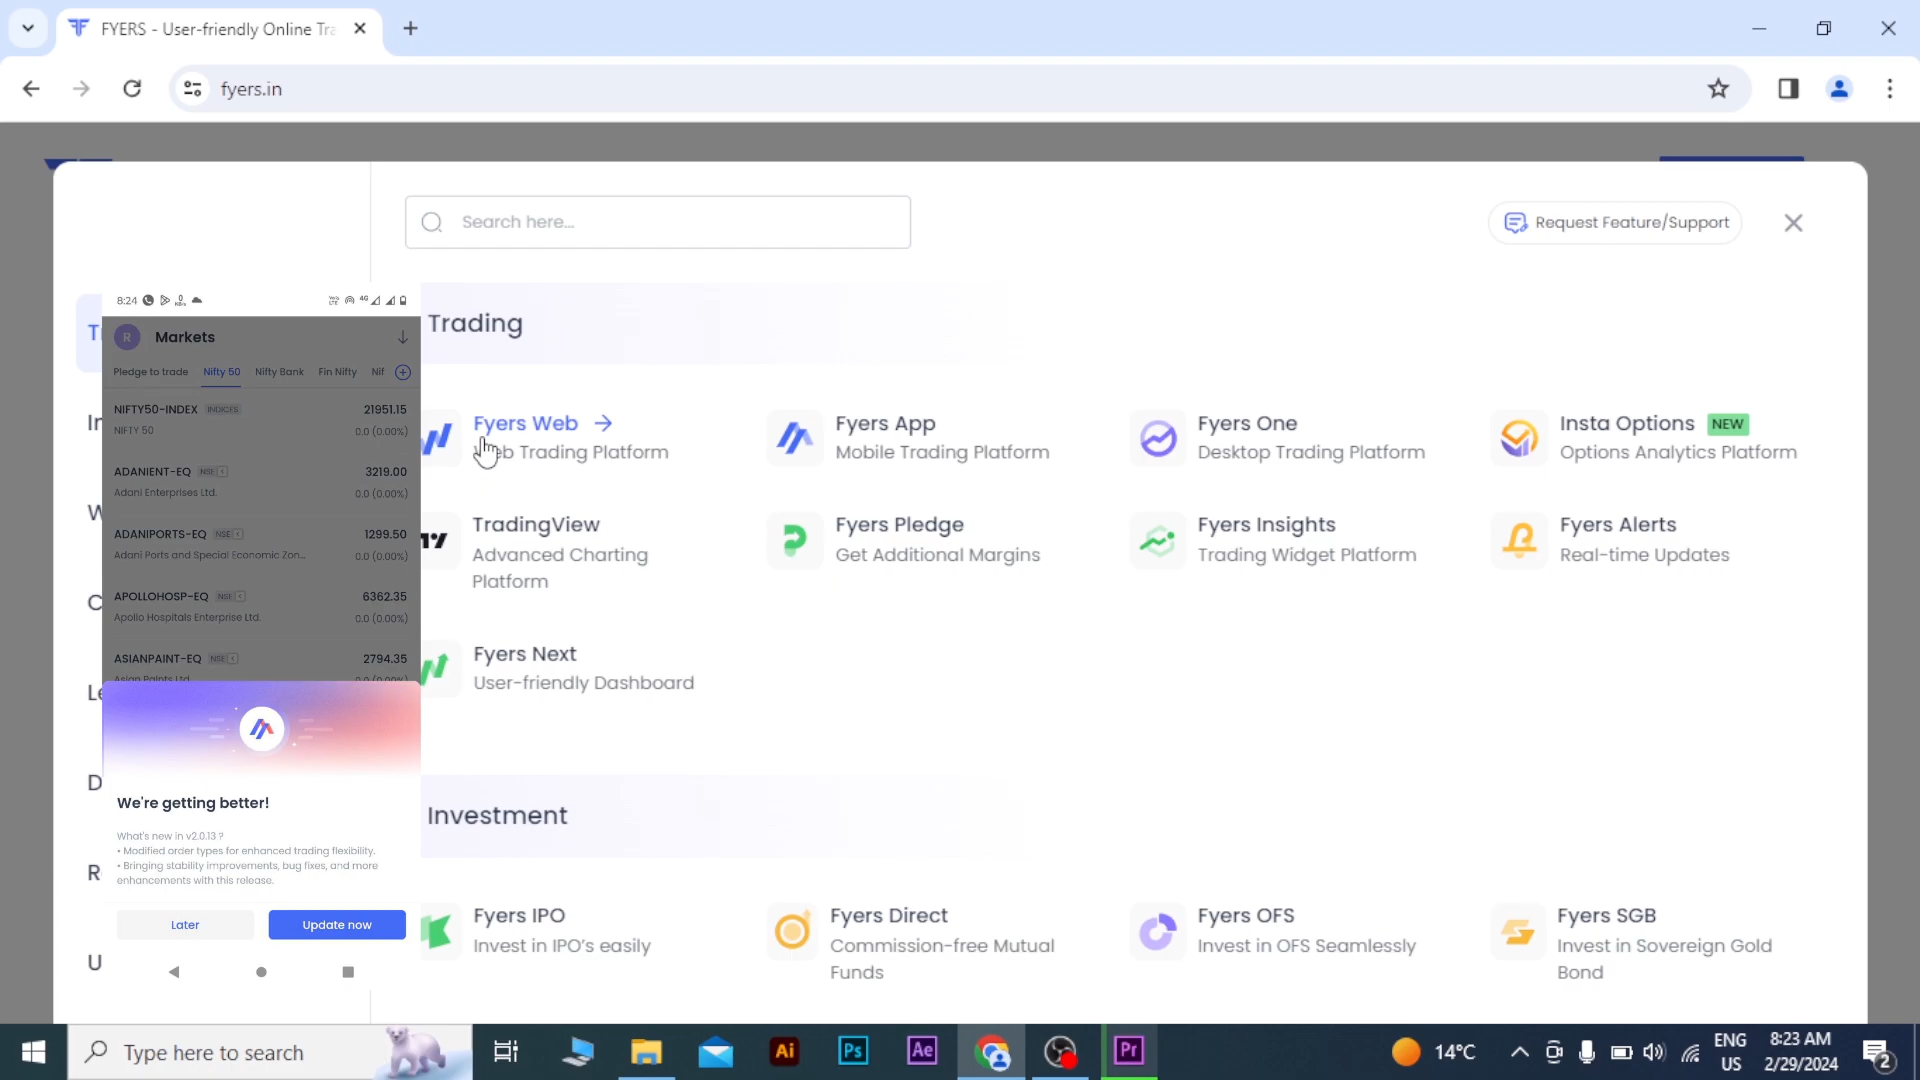 FYERS - User-friendly Online Tra
fyers.in
Search here...
Request Feature/Support
Trading
Fyers Web
Web Trading Platform
Fyers App
Mobile Trading Platform
Fyers One
Desktop Trading Platform
Insta Options NEW
Options Analytics Platform
TradingView
Advanced Charting
Platform
Fyers Pledge
Get Additional Margins
Fyers Insights
Trading Widget Platform
Fyers Alerts
Real-time Updates
Fyers Next
User-friendly Dashboard
Investment
Fyers IPO
Invest in IPO's easily
Fyers Direct
Commission-free Mutual
Funds
Fyers OFS
Invest in OFS Seamlessly
Fyers SGB
Invest in Sovereign Gold
Bond
8:24
4G
R Markets
Pledge to trade Nifty 50 Nifty Bank Fin Nifty Nif
NIFTY50-INDEX INDICES 21951.15
NIFTY 50 0.0 (0.00%)
ADANIENT-EQ NSE 3219.00
Adani Enterprises Ltd. 0.0 (0.00%)
ADANIPORTS-EQ NSE 1299.50
Adani Ports and Special Economic Zon... 0.0 (0.00%)
APOLLOHOSP-EQ NSE 6362.35
Apollo Hospitals Enterprise Ltd. 0.0 (0.00%)
ASIANPAINT-EQ NSE 2794.35
Asian Paints Ltd. 0.0 (0.00%)
We're getting better!
What's new in v2.0.13 ?
• Modified order types for enhanced trading flexibility.
• Bringing stability improvements, bug fixes, and more
enhancements with this release.
Later Update now
Type here to search
Ai
Ps
Ae
Pr
14°C
ENG
US
8:23 AM
2/29/2024
2